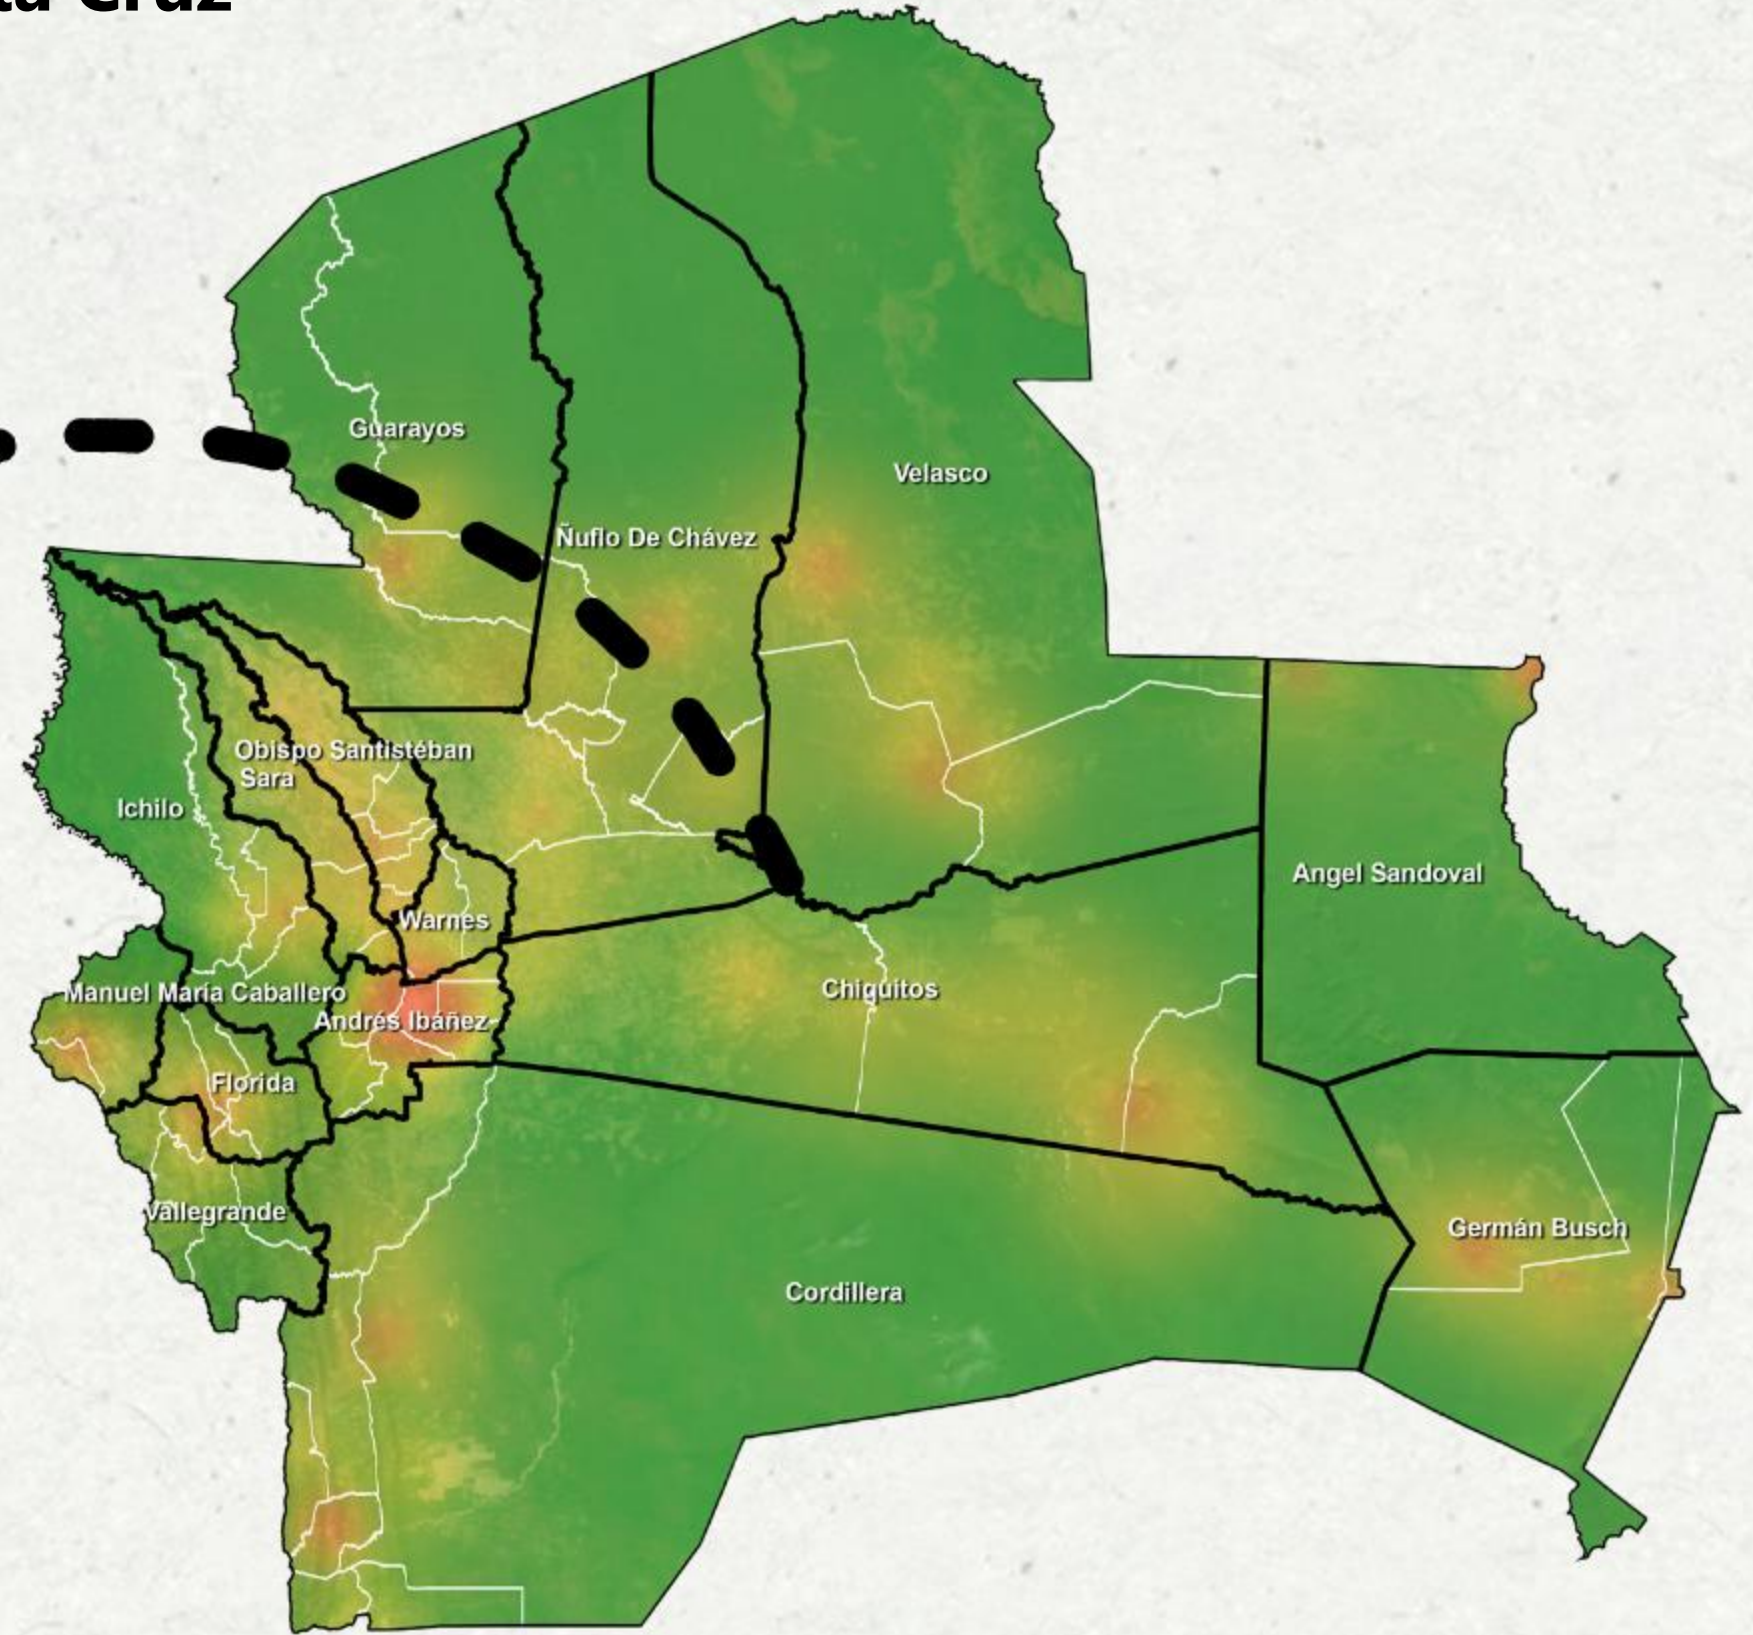 Cruz
Guarayos
Velasco
Ñuflo De Chávez
Obispo Santistéban
Sara
Ichilo
Angel Sandoval
Warnes
Manuel María Caballero
Chiquitos
Andrés Ibáñez
Florida
Vallegrande
Germán Busch
Cordillera